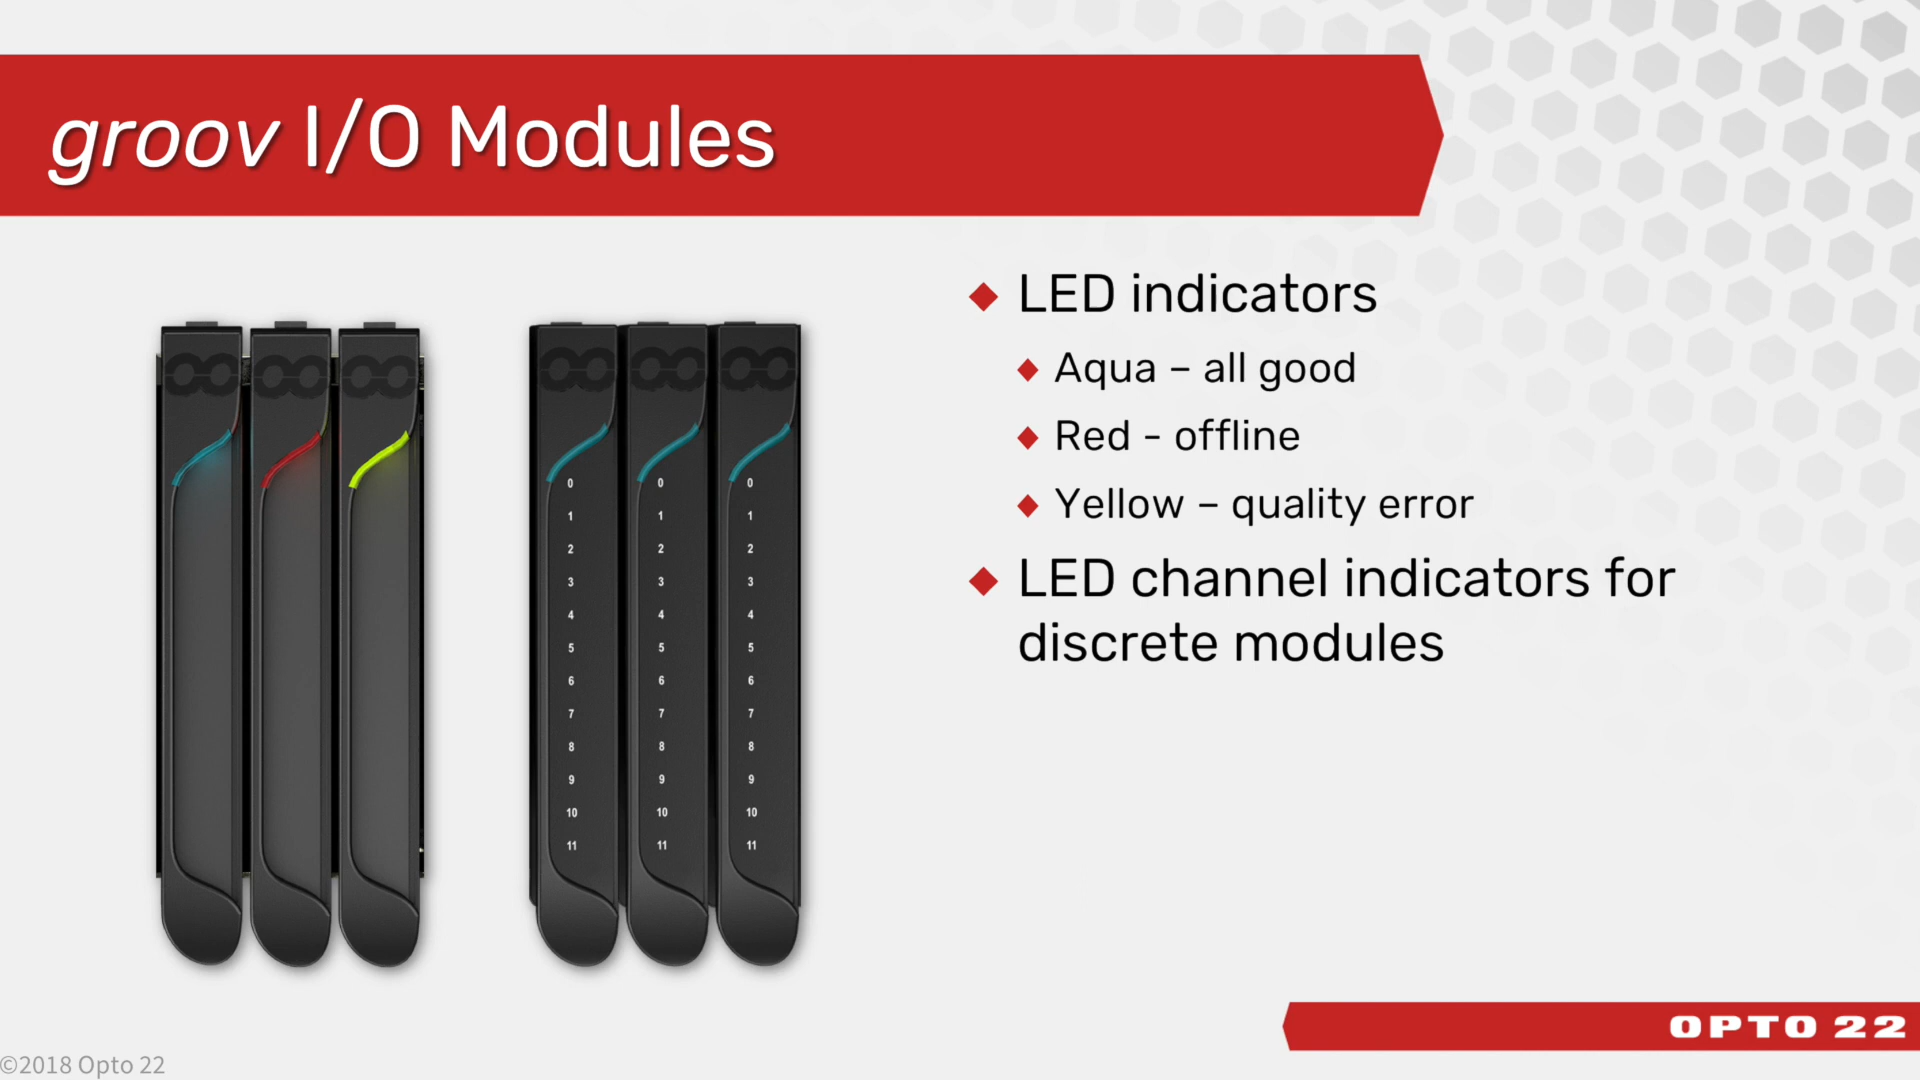 groov I/O Modules
LED indicators
Aqua – all good
Red - offline
Yellow – quality error
LED channel indicators for
discrete modules
0 0 0
1 1 1
2 2 2
3 3 3
4 4 4
5 5 5
6 6 6
7 7 7
8 8 8
9 9 9
10 10 10
11 11 11
OPTO 22
©2018 Opto 22